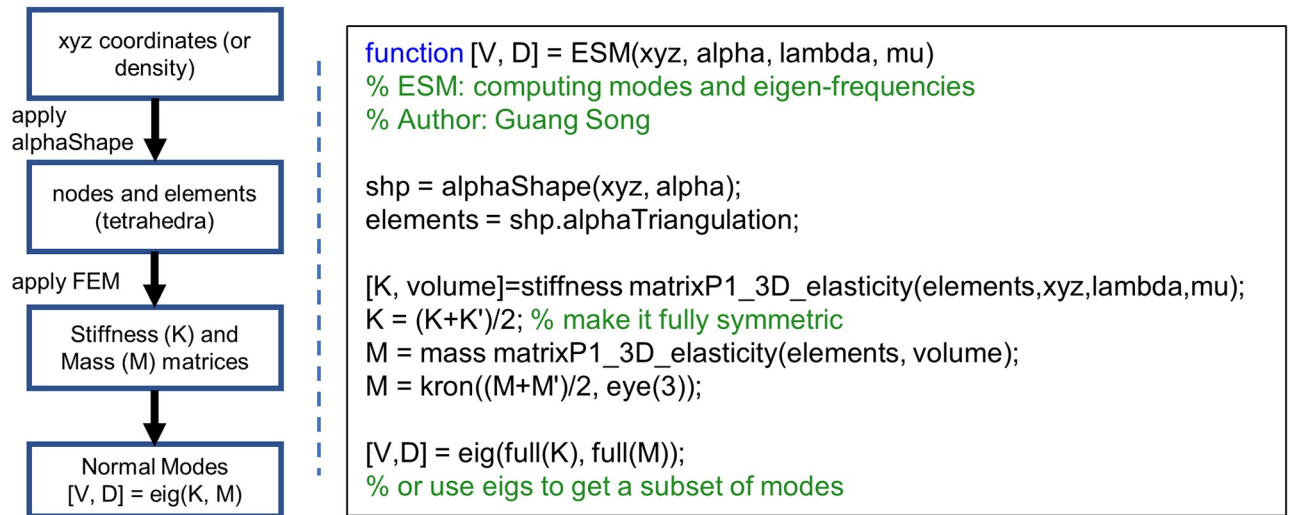 xyz coordinates (or
density)
apply
alphaShape
nodes and elements
(tetrahedra)
apply FEM
Stiffness (K) and
Mass (M) matrices
Normal Modes
[V, D] = eig(K, M)
function [V, D] = ESM(xyz, alpha, lambda, mu)
% ESM: computing modes and eigen-frequencies
% Author: Guang Song
shp = alphaShape(xyz, alpha);
elements = shp.alphaTriangulation;
[K, volume]=stiffness matrixP1_3D_elasticity(elements,xyz,lambda,mu);
K = (K+K')/2; % make it fully symmetric
M = mass matrixP1_3D_elasticity(elements, volume);
M = kron((M+M')/2, eye(3));
[V,D] = eig(full(K), full(M));
% or use eigs to get a subset of modes